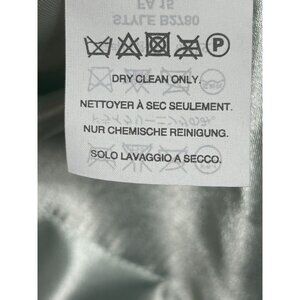 FA 15
STYLE B2780
P
DRY CLEAN ONLY.
NETTOYER À SEC SEULEMENT.
NUR CHEMISCHE REINIGUNG.
SOLO LAVAGGIO A SECCO.